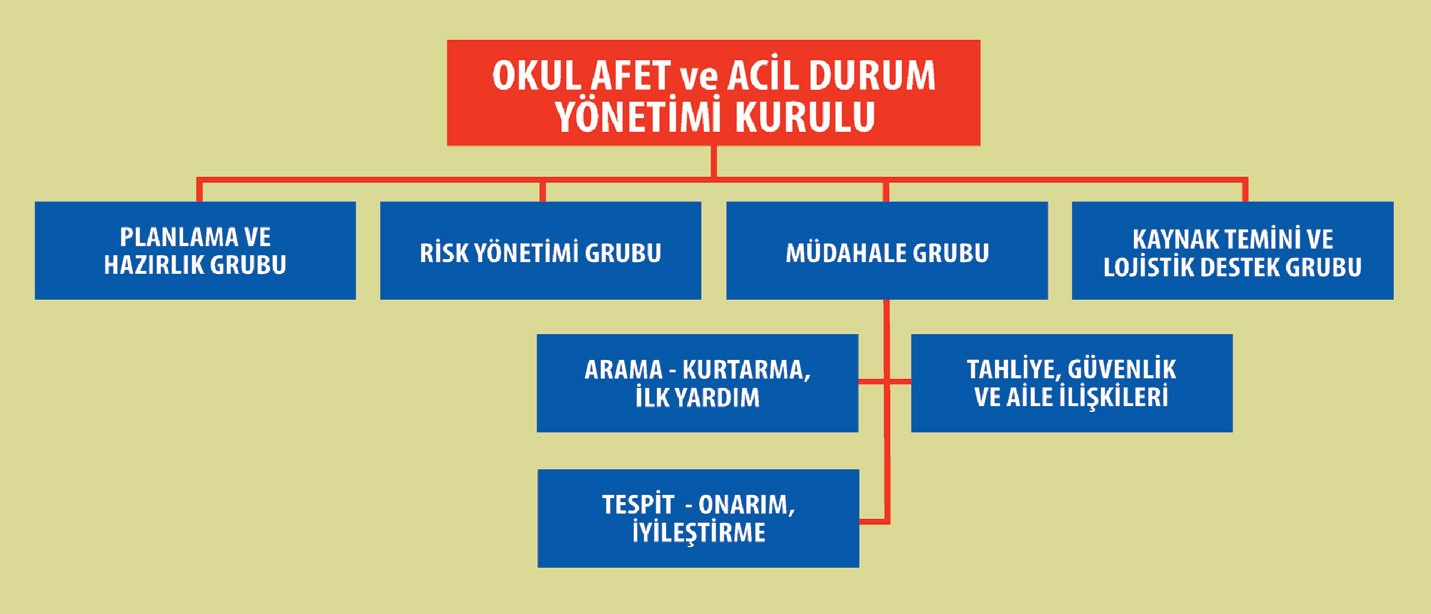 OKUL AFET ve ACİL DURUM
YÖNETİMİ KURULU
PLANLAMA VE
HAZIRLIK GRUBU
RİSK YÖNETİMİ GRUBU
MÜDAHALE GRUBU
KAYNAK TEMİNİ VE
LOJİSTİK DESTEK GRUBU
ARAMA - KURTARMA,
İLK YARDIM
TAHLİYE, GÜVENLİK
VE AİLE İLİŞKİLERİ
TESPİT - ONARIM,
İYİLEŞTİRME